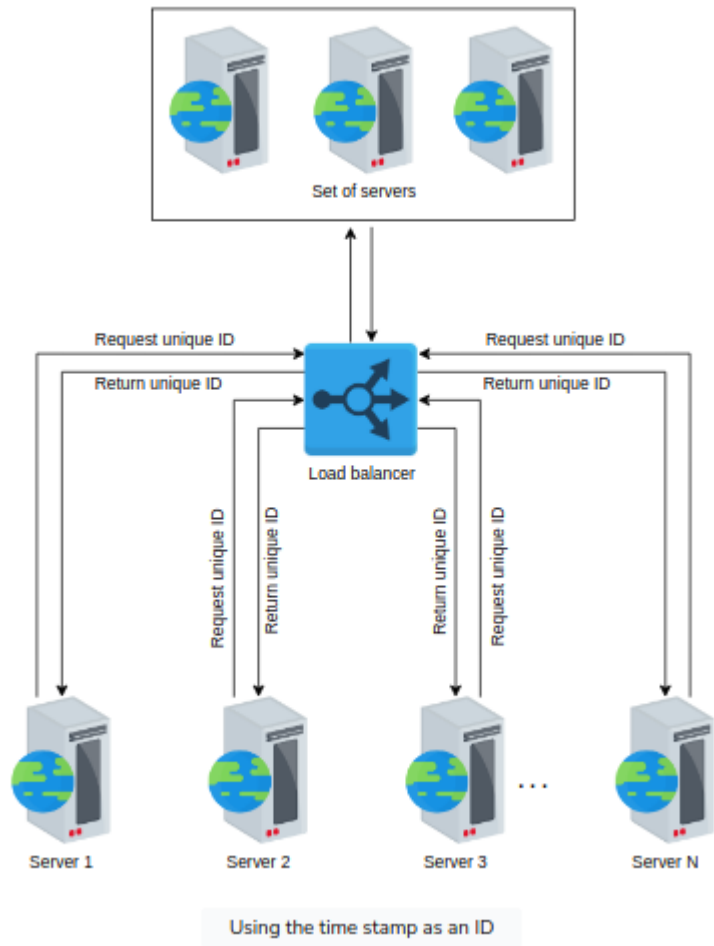 Set of servers
Request unique ID
Request unique ID
Return unique ID
Return unique ID
Load balancer
Request unique ID
Return unique ID
Return unique ID
Request unique ID
...
Server 1
Server 2
Server 3
Server N
Using the time stamp as an ID